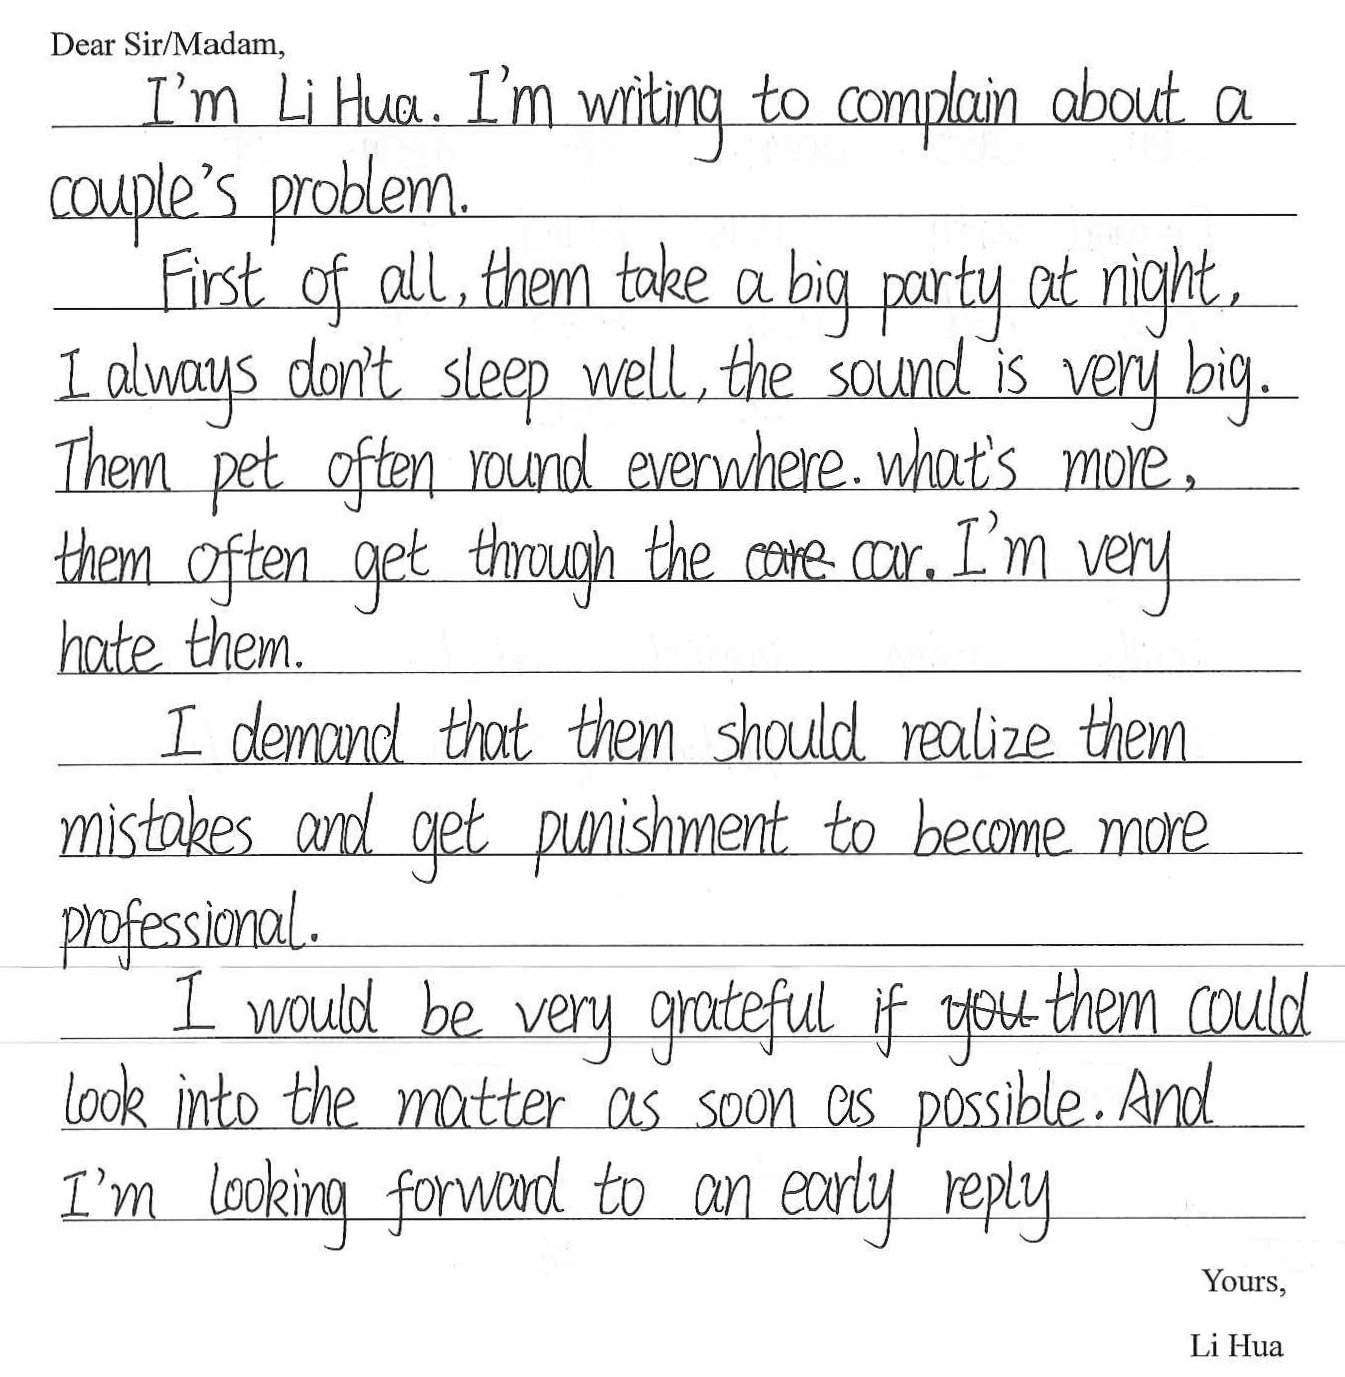 Dear Sir/Madam,
I'm Li Hua. I'm writing to complain about a
couple's problem.
First of all, them take a big party at night,
I always don't sleep well, the sound is very big.
Them pet often round everwhere. what's more,
them often get through the care car. I'm very
hate them.
I demand that them should realize them
mistakes and get punishment to become more
professional.
I would be very grateful if you them could
look into the matter as soon as possible. And
I'm looking forward to an early reply
Yours,
Li Hua